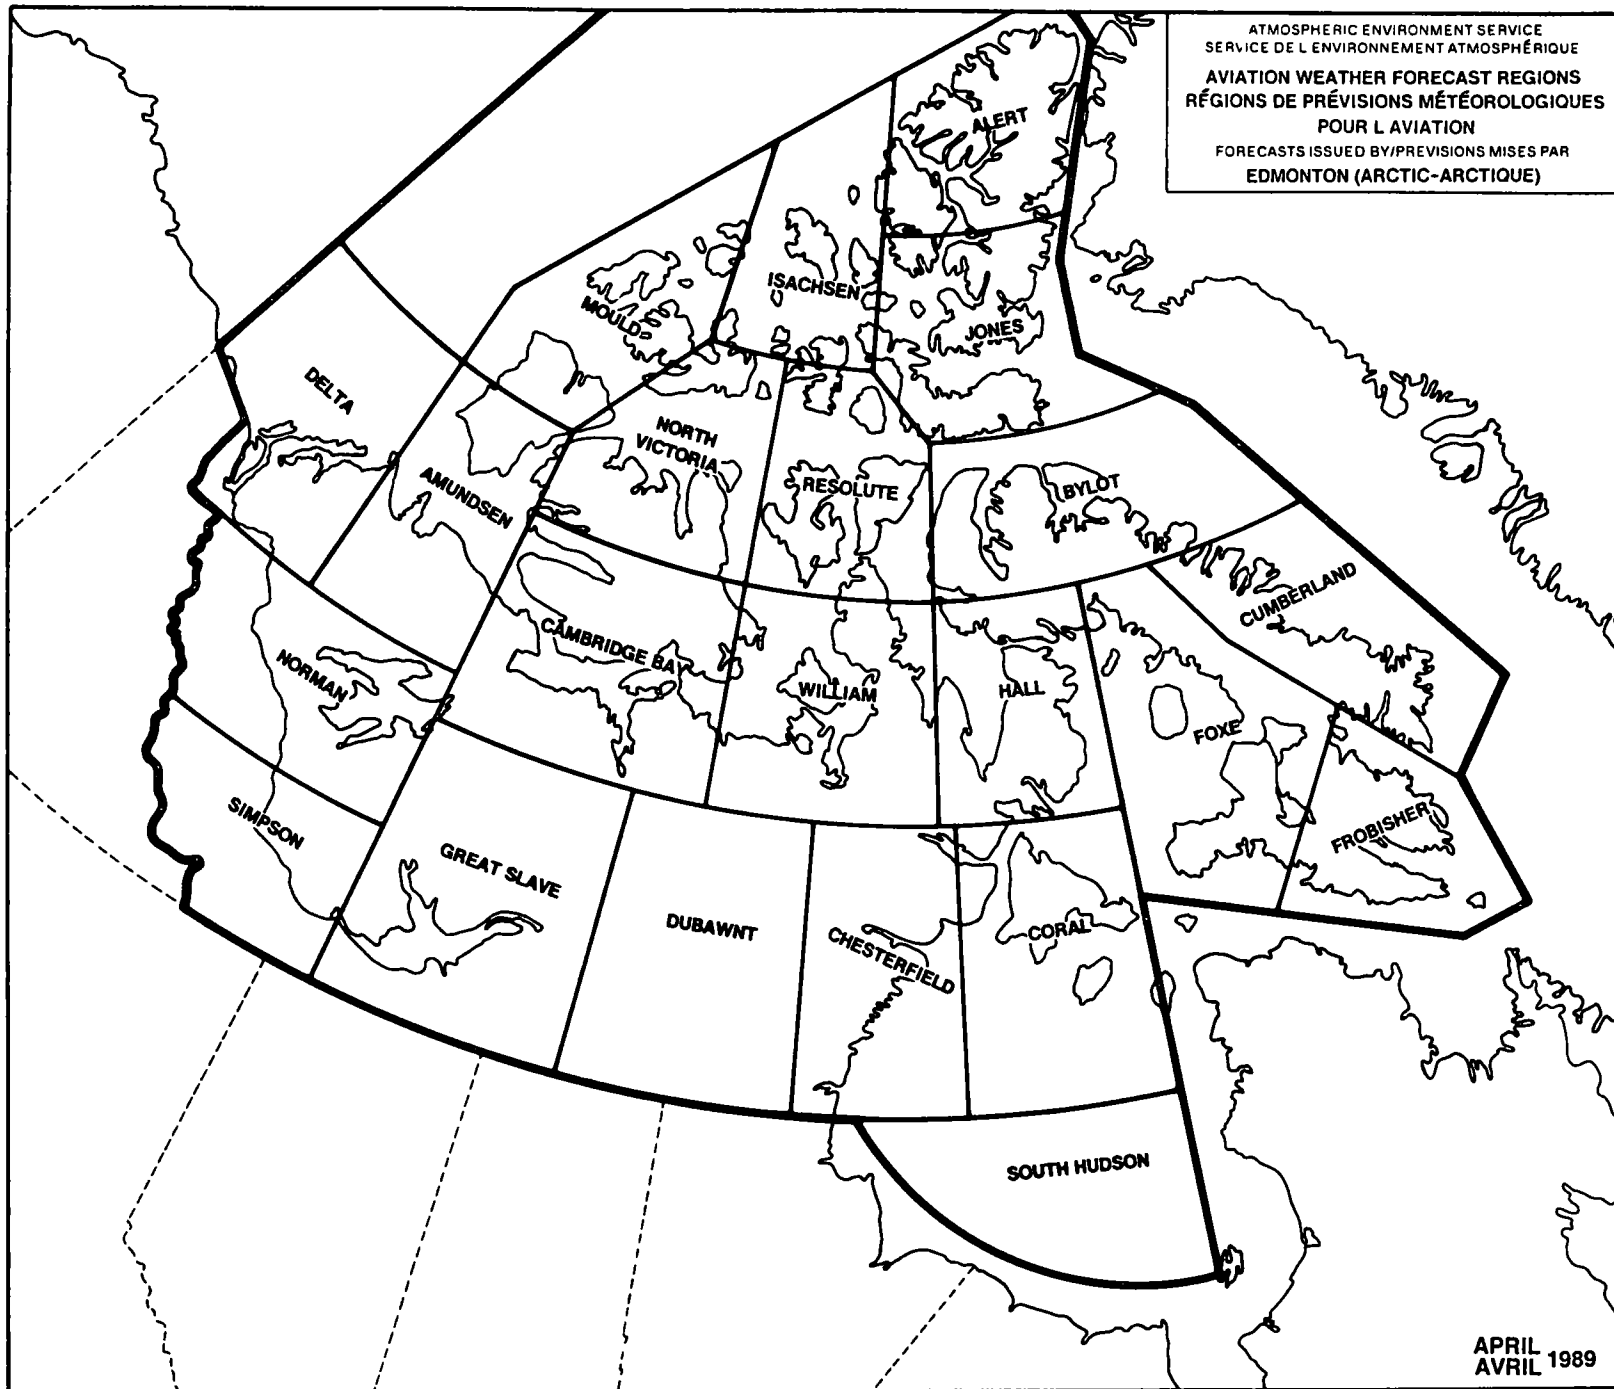 ATMOSPHERIC ENVIRONMENT SERVICE
SERVICE DE L ENVIRONNEMENT ATMOSPHÉRIQUE
AVIATION WEATHER FORECAST REGIONS
RÉGIONS DE PRÉVISIONS MÉTÉOROLOGIQUES
POUR L AVIATION
FORECASTS ISSUED BY/PREVISIONS MISES PAR
EDMONTON (ARCTIC-ARCTIQUE)
ALERT
ISACHSEN
MOULD
JONES
DELTA
NORTH
VICTORIA
AMUNDSEN
RESOLUTE
BYLOT
CUMBERLAND
CAMBRIDGE BAY
NORMAN
WILLIAM
HALL
FOXE
SIMPSON
FROBISHER
GREAT SLAVE
DUBAWNT
CHESTERFIELD
CORAL
SOUTH HUDSON
APRIL
AVRIL 1989